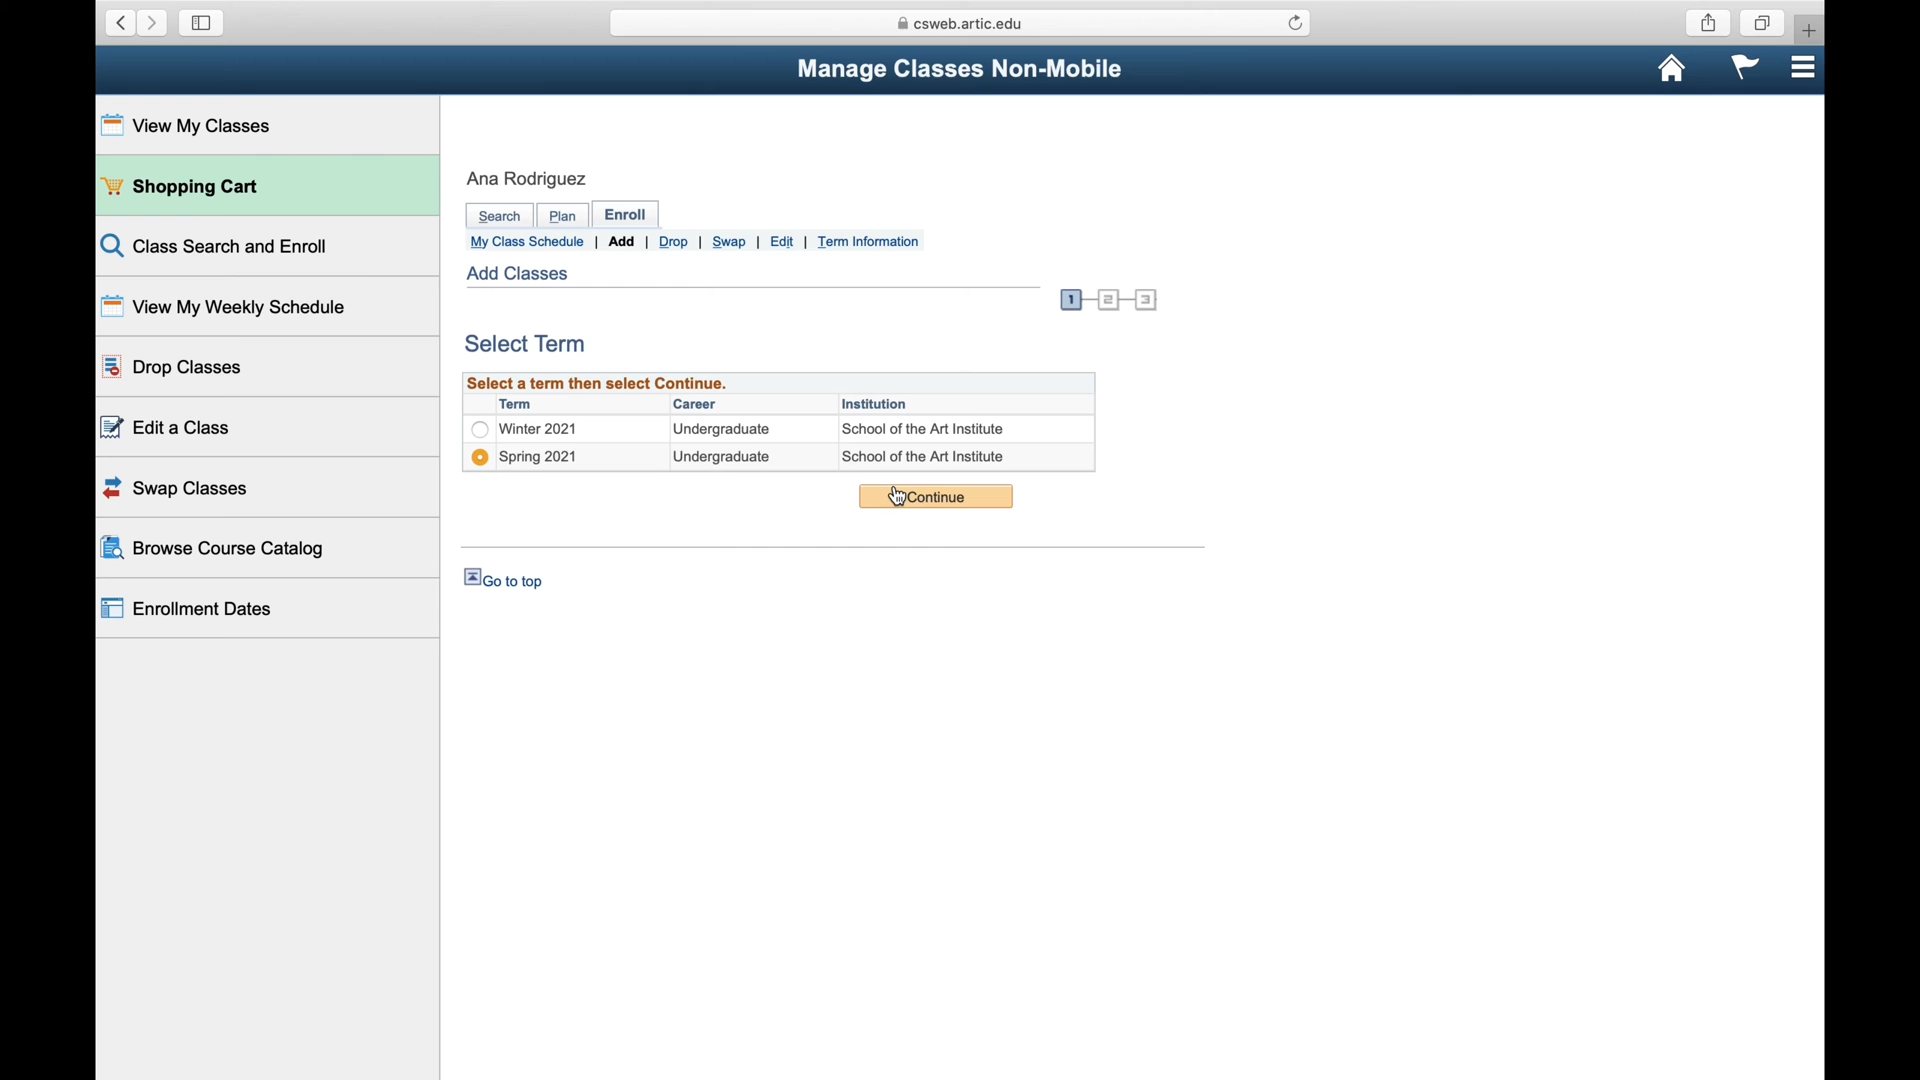 csweb.artic.edu
Manage Classes Non-Mobile
View My Classes
Shopping Cart
Class Search and Enroll
View My Weekly Schedule
Drop Classes
Edit a Class
Swap Classes
Browse Course Catalog
Enrollment Dates
Ana Rodriguez
Search Plan Enroll
My Class Schedule | Add | Drop | Swap | Edit | Term Information
Add Classes
1 2 3
Select Term
Select a term then select Continue.
Term Career Institution
Winter 2021 Undergraduate School of the Art Institute
Spring 2021 Undergraduate School of the Art Institute
Continue
Go to top